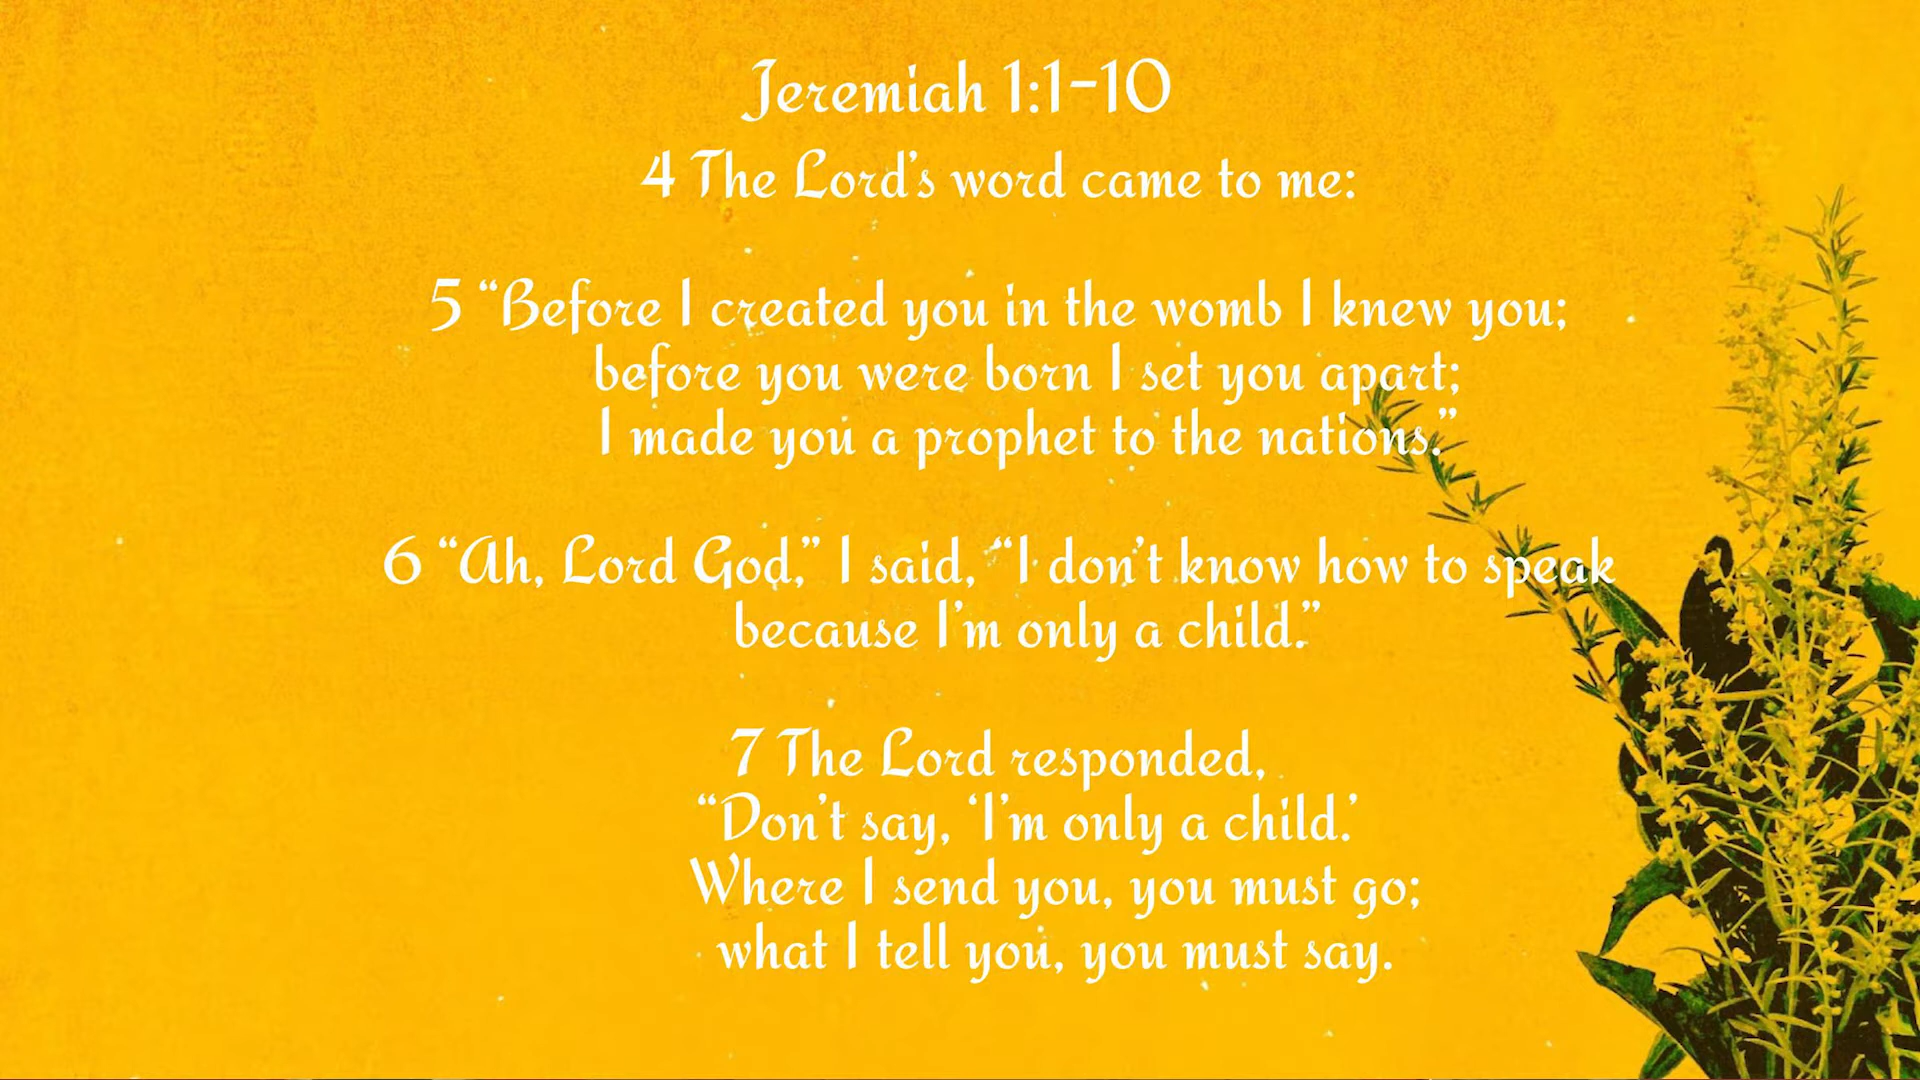 Jeremiah 1:1-10
4 The Lord’s word came to me:
5 “Before I created you in the womb I knew you;
before you were born I set you apart;
I made you a prophet to the nations.”
6 “Ah, Lord God,” I said, “I don’t know how to speak
because I’m only a child.”
7 The Lord responded,
“Don’t say, ‘I’m only a child.’
Where I send you, you must go;
what I tell you, you must say.